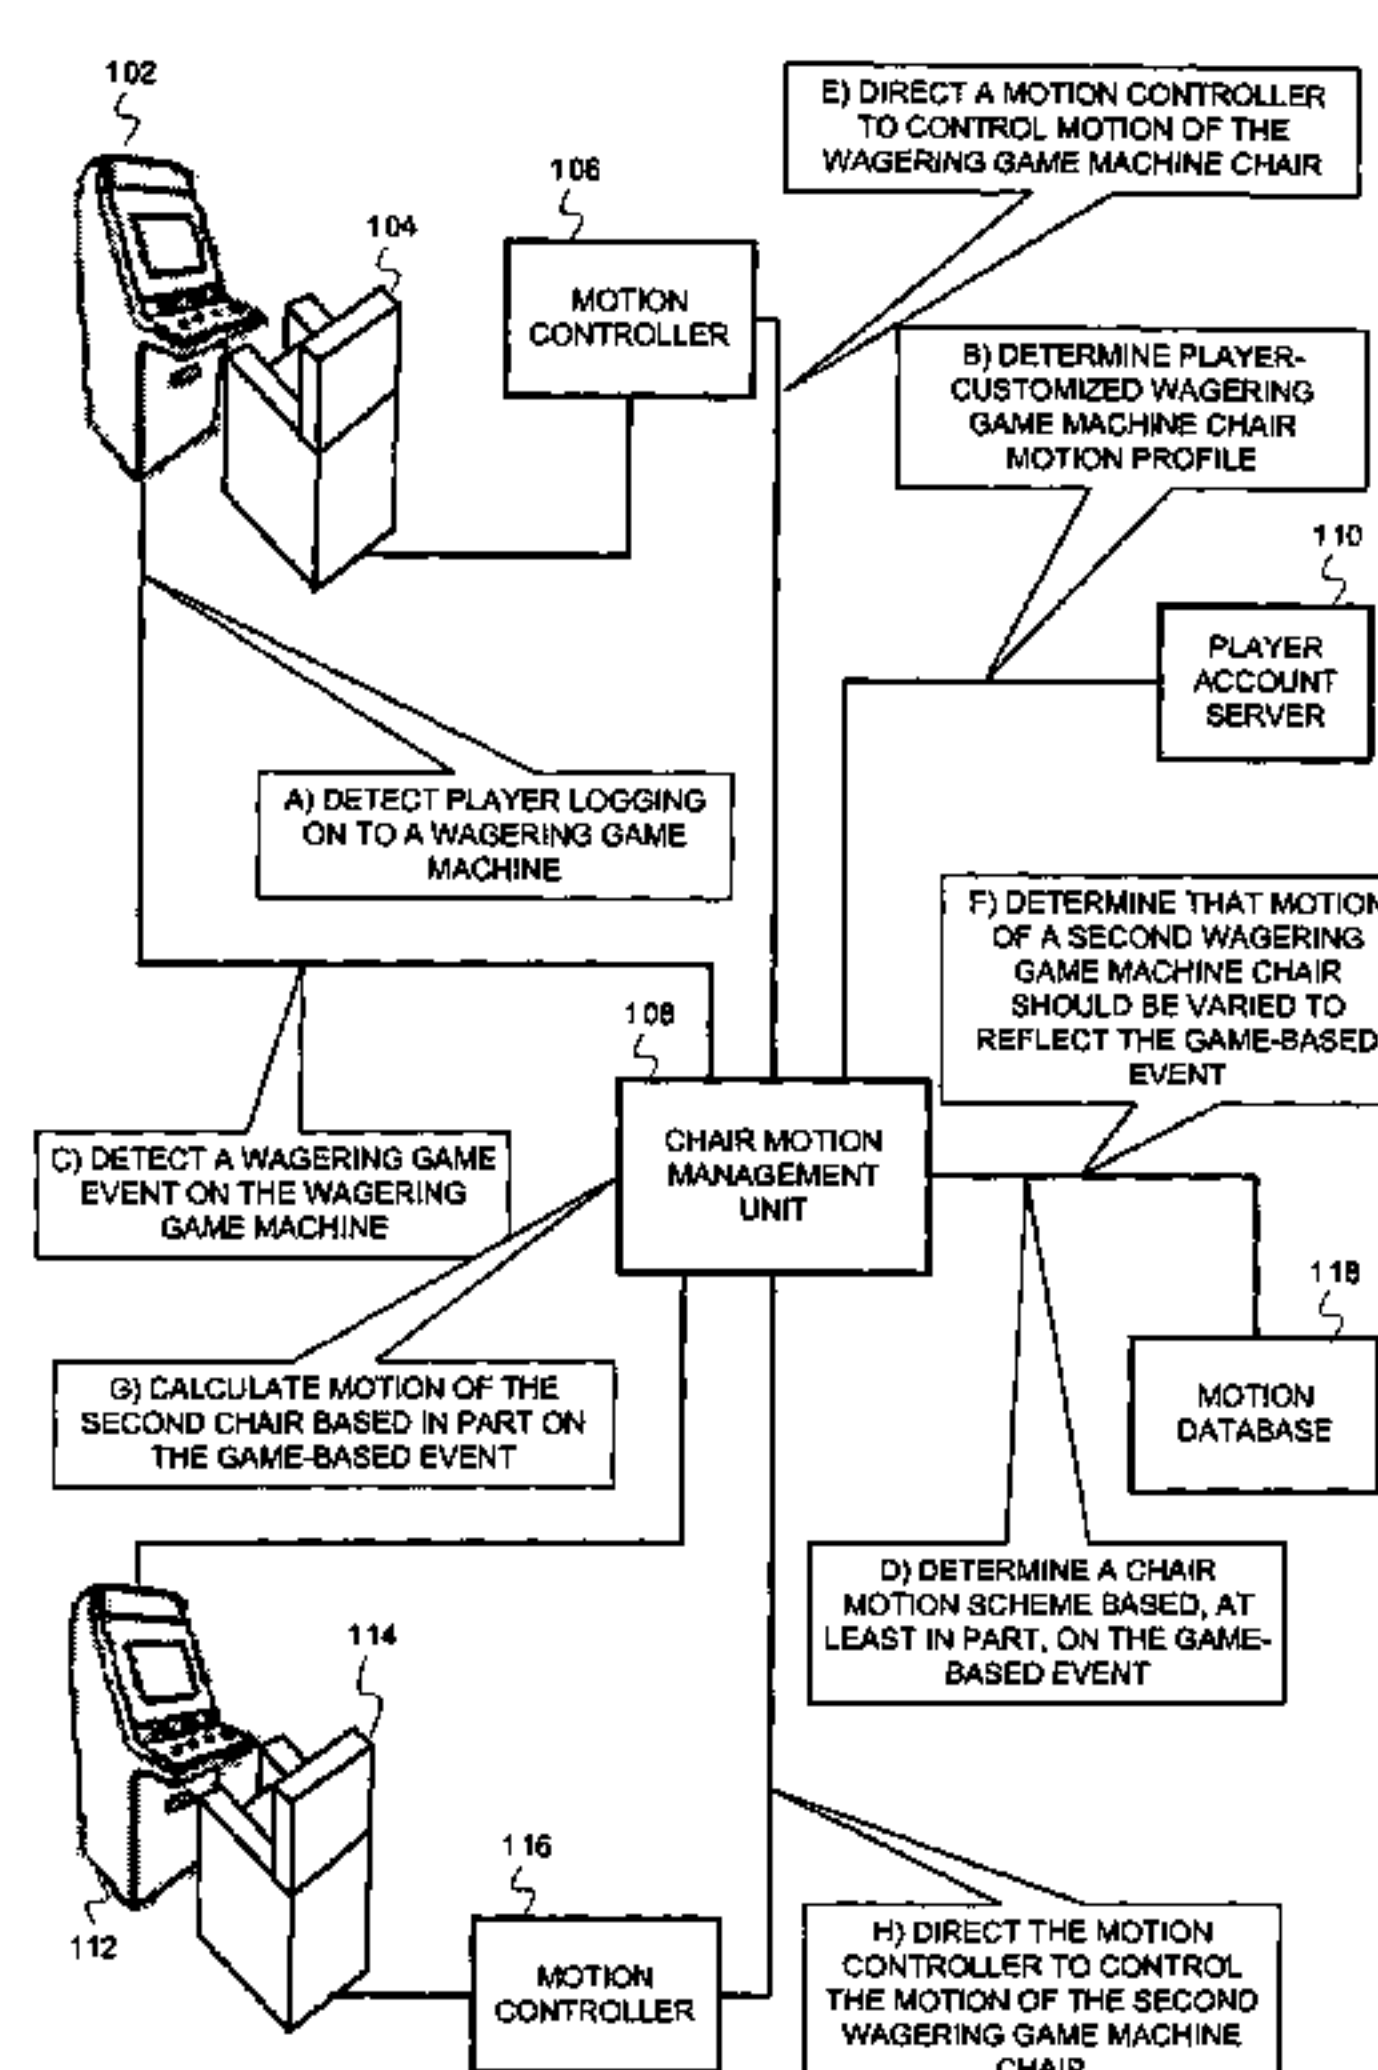 102
E) DIRECT A MOTION CONTROLLER
TO CONTROL MOTION OF THE
WAGERING GAME MACHINE CHAIR
106
104
MOTION
CONTROLLER
B) DETERMINE PLAYER-
CUSTOMIZED WAGERING
GAME MACHINE CHAIR
MOTION PROFILE
110
PLAYER
ACCOUNT
SERVER
A) DETECT PLAYER LOGGING
ON TO A WAGERING GAME
MACHINE
F) DETERMINE THAT MOTION
OF A SECOND WAGERING
GAME MACHINE CHAIR
SHOULD BE VARIED TO
REFLECT THE GAME-BASED
EVENT
108
CHAIR MOTION
MANAGEMENT
UNIT
C) DETECT A WAGERING GAME
EVENT ON THE WAGERING
GAME MACHINE
118
MOTION
DATABASE
G) CALCULATE MOTION OF THE
SECOND CHAIR BASED IN PART ON
THE GAME-BASED EVENT
D) DETERMINE A CHAIR
MOTION SCHEME BASED, AT
LEAST IN PART, ON THE GAME-
BASED EVENT
114
116
112
MOTION
CONTROLLER
H) DIRECT THE MOTION
CONTROLLER TO CONTROL
THE MOTION OF THE SECOND
WAGERING GAME MACHINE
CHAIR